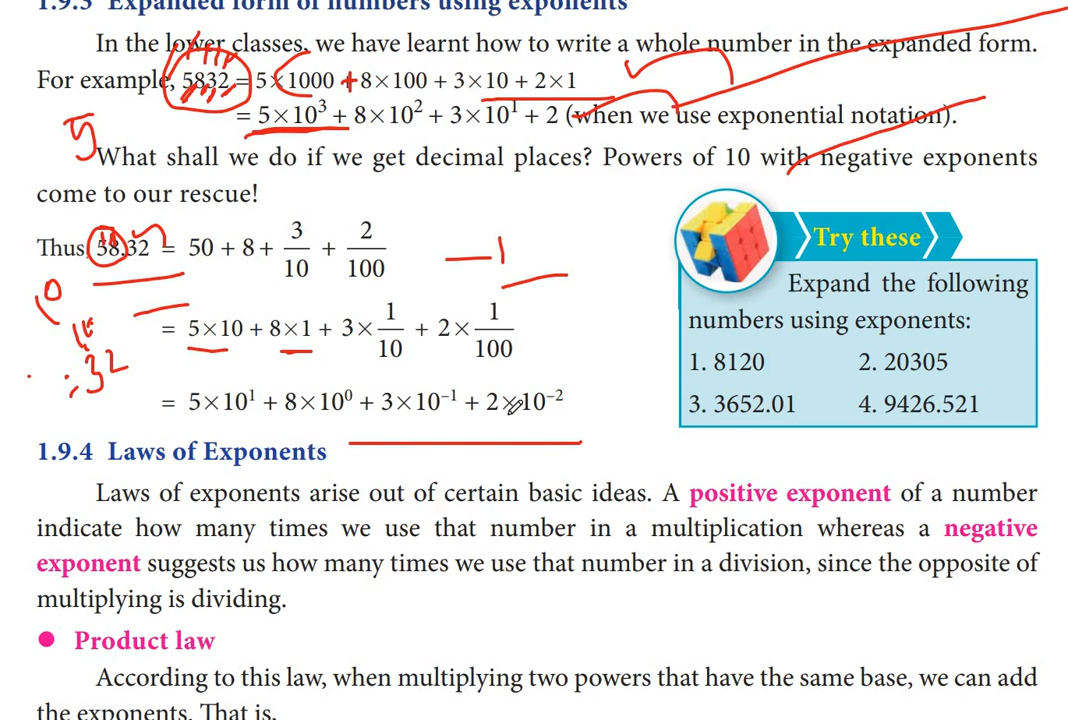 1.9.3 Expanded form of numbers using exponents
In the lower classes, we have learnt how to write a whole number in the expanded form.
For example, 5832 = 5×1000 + 8×100 + 3×10 + 2×1
= 5×10³ + 8×10² + 3×10¹ + 2 (when we use exponential notation).
What shall we do if we get decimal places? Powers of 10 with negative exponents
come to our rescue!
Thus, 58.32 = 50 + 8 + 3/10 + 2/100
= 5×10 + 8×1 + 3× 1/10 + 2× 1/100
= 5×10¹ + 8×10⁰ + 3×10⁻¹ + 2×10⁻²
Try these
Expand the following
numbers using exponents:
1. 8120 2. 20305
3. 3652.01 4. 9426.521
1.9.4 Laws of Exponents
Laws of exponents arise out of certain basic ideas. A positive exponent of a number
indicate how many times we use that number in a multiplication whereas a negative
exponent suggests us how many times we use that number in a division, since the opposite of
multiplying is dividing.
● Product law
According to this law, when multiplying two powers that have the same base, we can add
the exponents. That is,